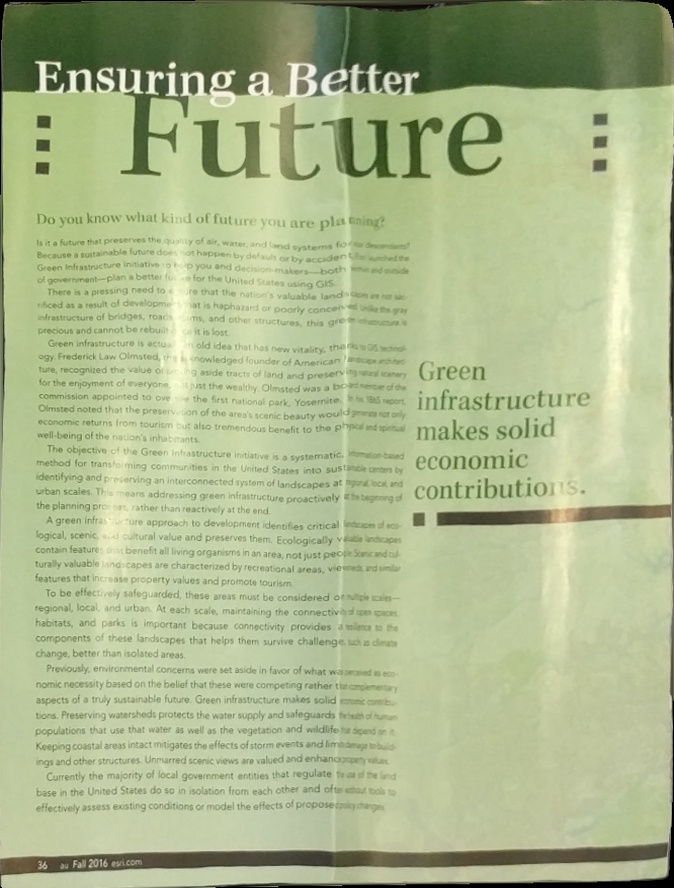 Ensuring a Better
Future
Do you know what kind of future you are planning?
Is it a future that preserves the quality of air, water, and land systems for our descendants?
Because a sustainable future does not happen by default or by accident, Esri launched the
Green Infrastructure initiative to help you and decision-makers—both within and outside
of government—plan a better future for the United States using GIS.
There is a pressing need to ensure that the nation's valuable landscapes are not sac-
rificed as a result of development that is haphazard or poorly conceived. Unlike the gray
infrastructure of bridges, roads, dams, and other structures, this green infrastructure is
precious and cannot be rebuilt once it is lost.
Green infrastructure is actually an old idea that has new vitality, thanks to GIS technol-
ogy. Frederick Law Olmsted, the acknowledged founder of American landscape architec-
ture, recognized the value of setting aside tracts of land and preserving natural scenery
for the enjoyment of everyone, not just the wealthy. Olmsted was a board member of the
commission appointed to oversee the first national park, Yosemite. In his 1865 report,
Olmsted noted that the preservation of the area's scenic beauty would generate not only
economic returns from tourism but also tremendous benefit to the physical and spiritual
well-being of the nation's inhabitants.
The objective of the Green Infrastructure initiative is a systematic, information-based
method for transforming communities in the United States into sustainable centers by
identifying and preserving an interconnected system of landscapes at regional, local, and
urban scales. This means addressing green infrastructure proactively at the beginning of
the planning process, rather than reactively at the end.
A green infrastructure approach to development identifies critical landscapes of eco-
logical, scenic, and cultural value and preserves them. Ecologically valuable landscapes
contain features that benefit all living organisms in an area, not just people. Scenic and cul-
turally valuable landscapes are characterized by recreational areas, viewsheds, and similar
features that increase property values and promote tourism.
To be effectively safeguarded, these areas must be considered at multiple scales—
regional, local, and urban. At each scale, maintaining the connectivity of open spaces,
habitats, and parks is important because connectivity provides a resilience to the
components of these landscapes that helps them survive challenges, such as climate
change, better than isolated areas.
Previously, environmental concerns were set aside in favor of what was perceived as eco-
nomic necessity based on the belief that these were competing rather than complementary
aspects of a truly sustainable future. Green infrastructure makes solid economic contribu-
tions. Preserving watersheds protects the water supply and safeguards the health of human
populations that use that water as well as the vegetation and wildlife that depend on it.
Keeping coastal areas intact mitigates the effects of storm events and limits damage to build-
ings and other structures. Unmarred scenic views are valued and enhance property values.
Currently the majority of local government entities that regulate the use of the land
base in the United States do so in isolation from each other and often without tools to
effectively assess existing conditions or model the effects of proposed policy changes.
Green
infrastructure
makes solid
economic
contributions.
36 au Fall 2016 esri.com